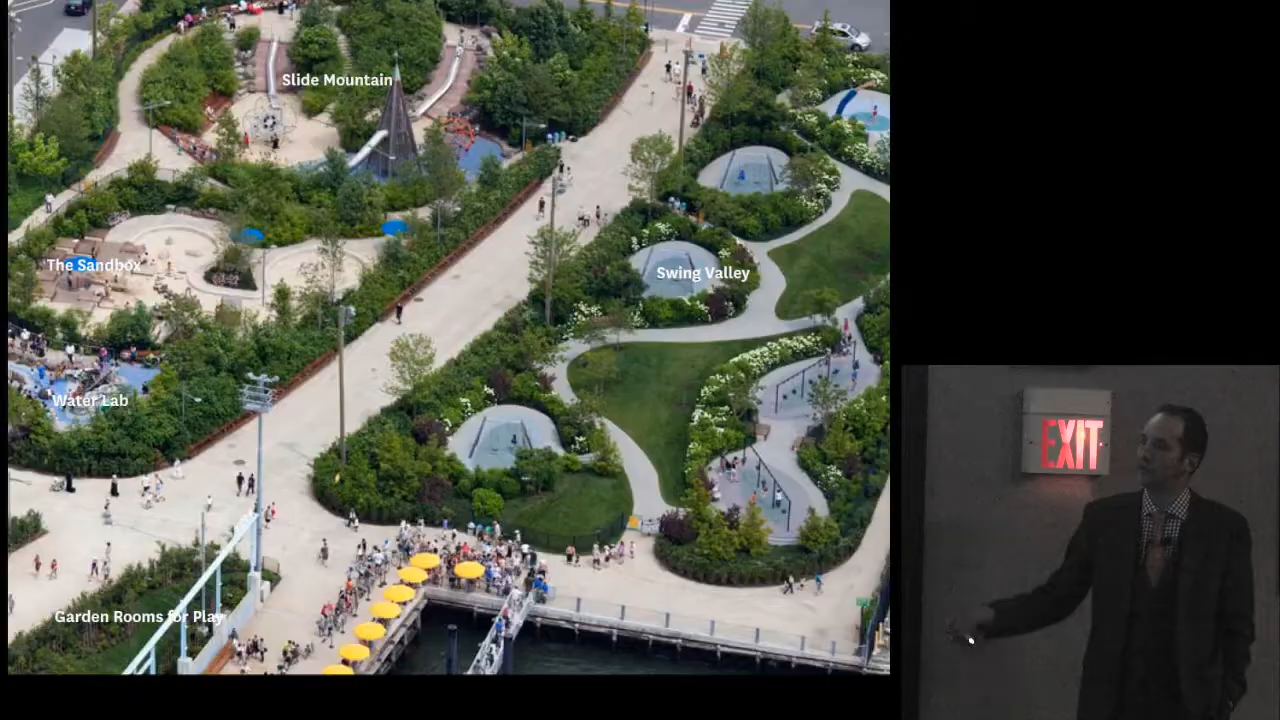 Slide Mountain
The Sandbox
Swing Valley
Water Lab
Garden Rooms for Play
EXIT